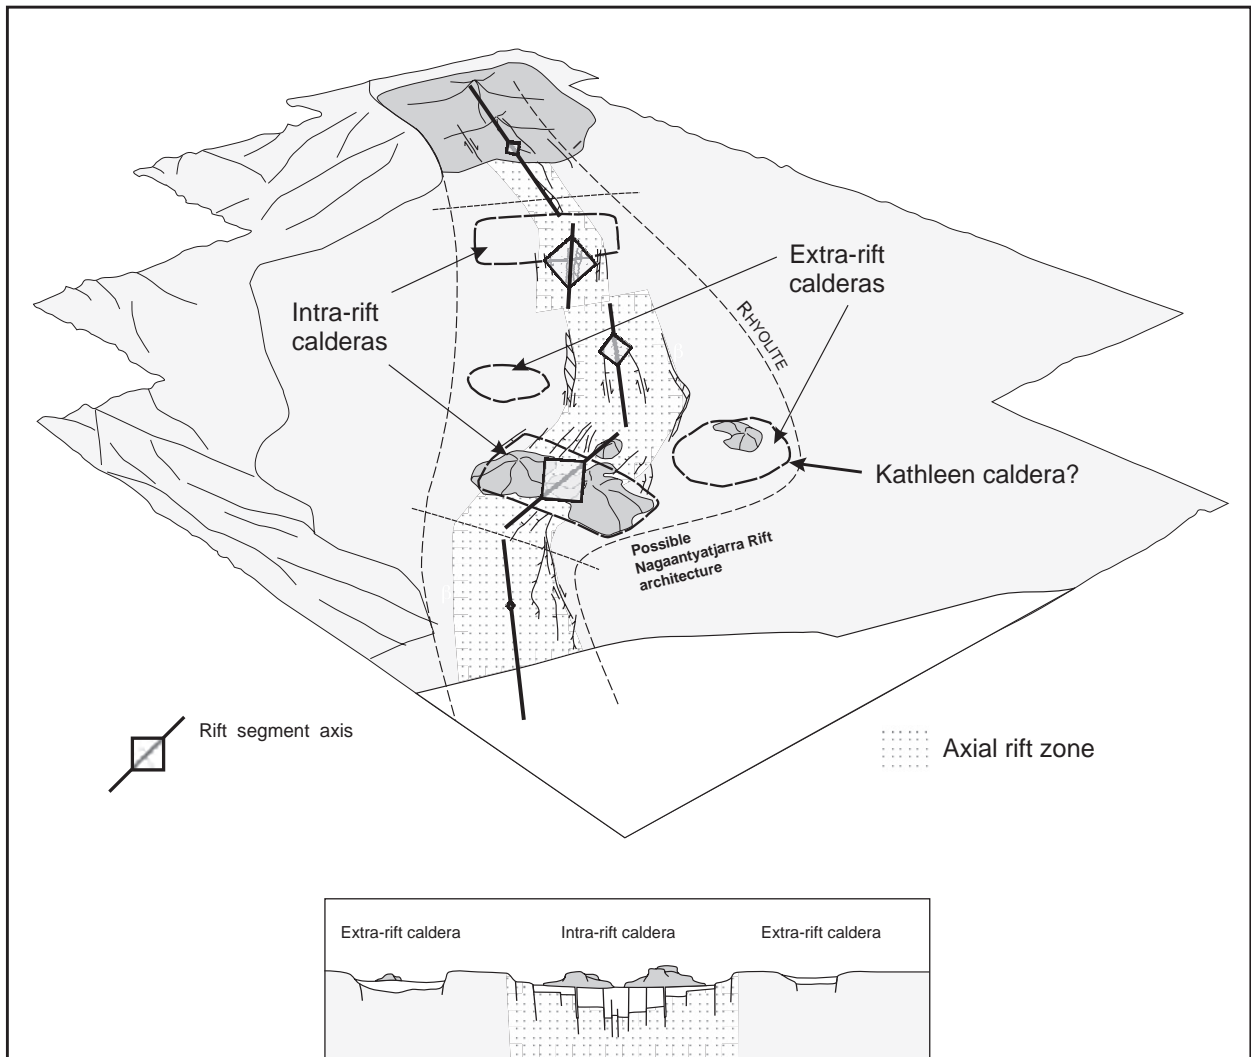 Extra-rift
calderas
RHYOLITE
Intra-rift
calderas
Kathleen caldera?
Possible
Nagaantyatjarra Rift
architecture
Rift segment axis
Axial rift zone
Extra-rift caldera
Intra-rift caldera
Extra-rift caldera